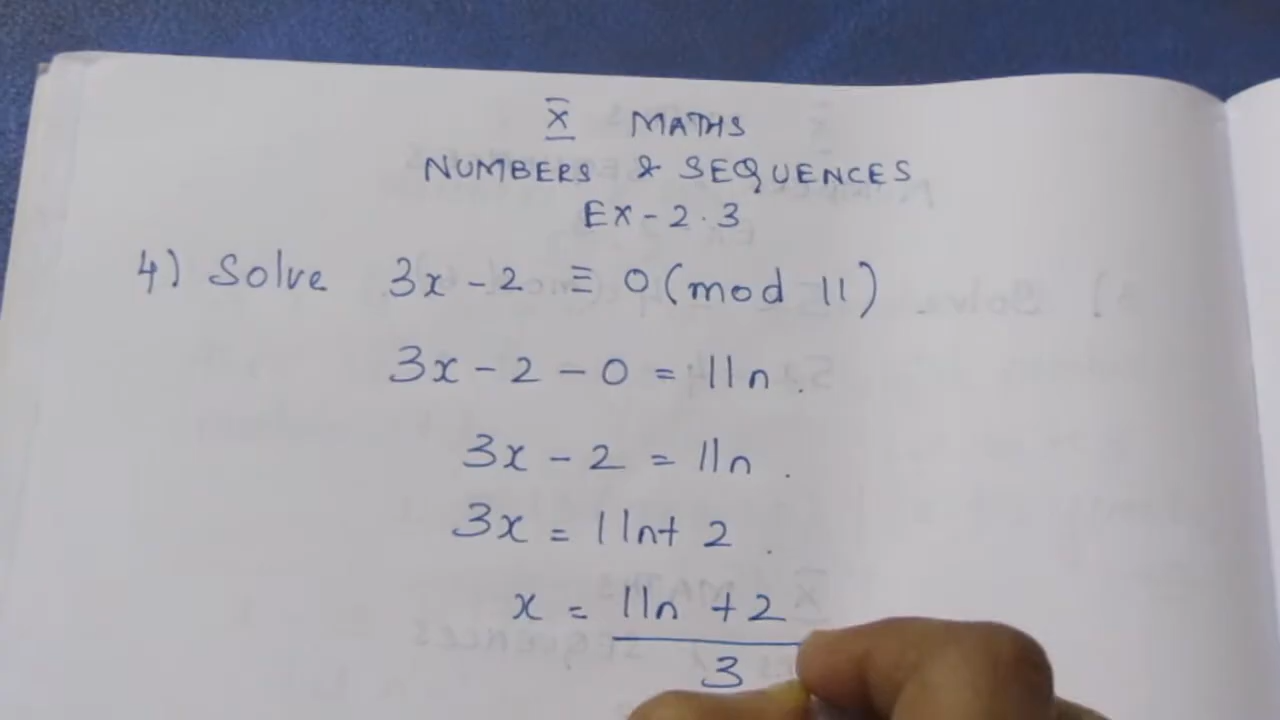 X MATHS
NUMBERS & SEQUENCES
Ex-2.3
4) Solve 3x - 2 ≡ 0 (mod 11)
3x - 2 - 0 = 11n.
3x - 2 = 11n.
3x = 11n + 2.
x = 11n + 2
3